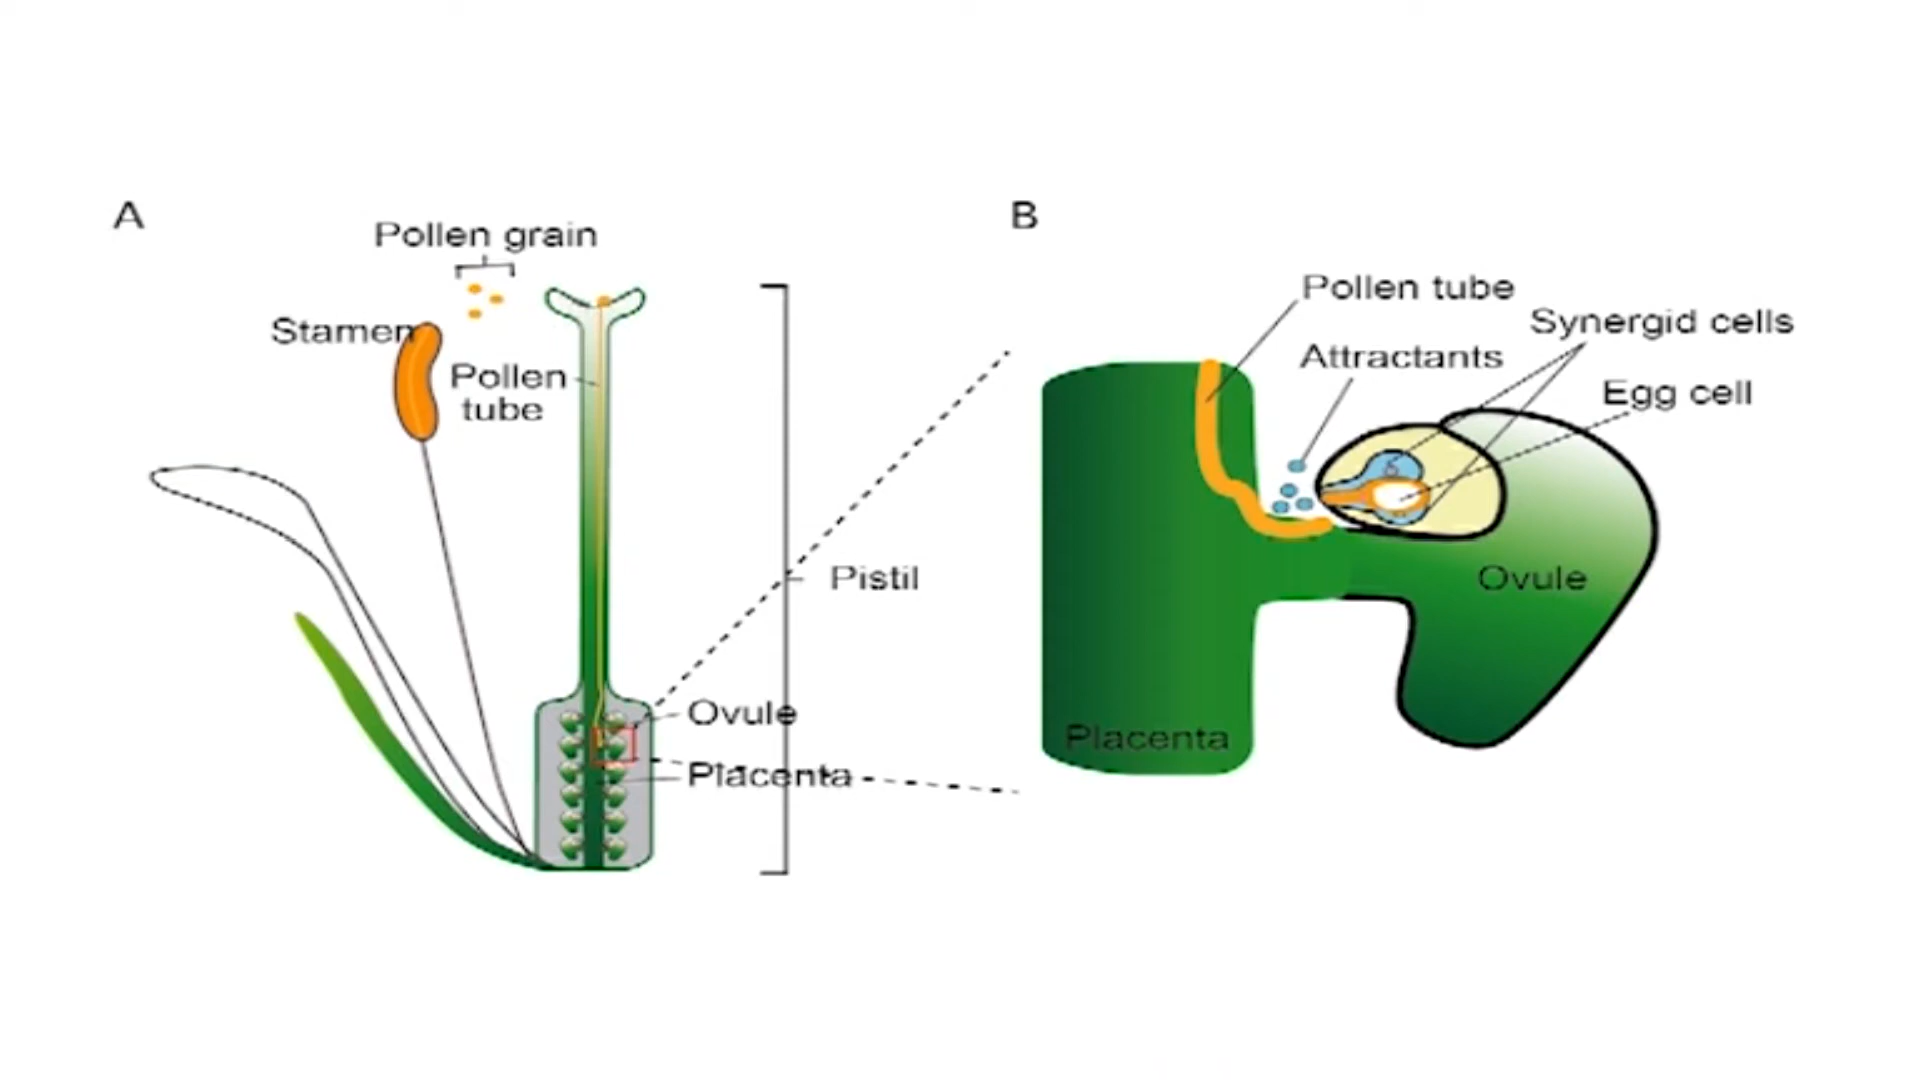 A
Pollen grain
Stamen
Pollen
tube
Pistil
Ovule
Placenta
B
Pollen tube
Synergid cells
Attractants
Egg cell
Ovule
Placenta